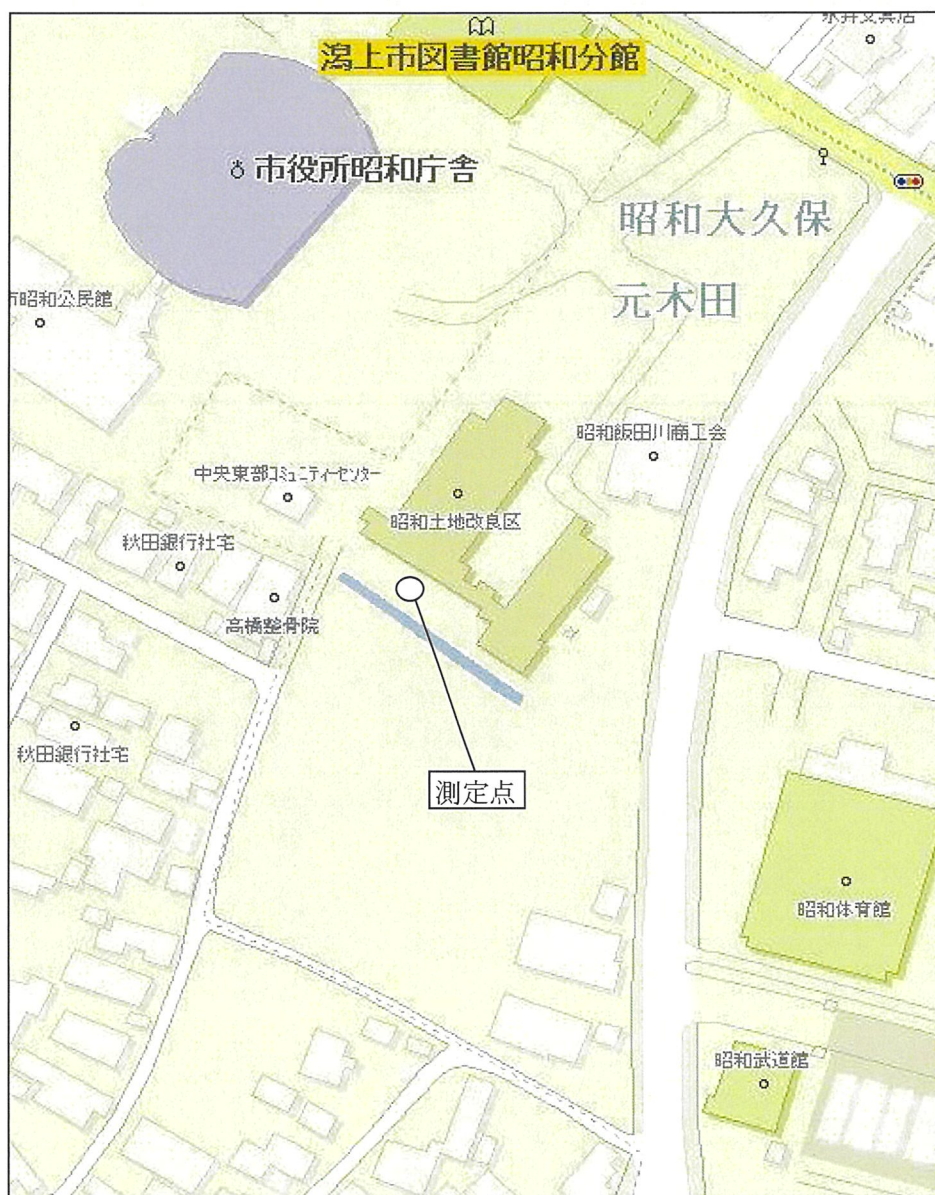 潟上市図書館昭和分館
市役所昭和庁舎
昭和大久保
元木田
市昭和公民館
昭和飯田川商工会
中央東部コミュニティーセンター
昭和土地改良区
秋田銀行社宅
高橋整骨院
秋田銀行社宅
測定点
昭和体育館
昭和武道館